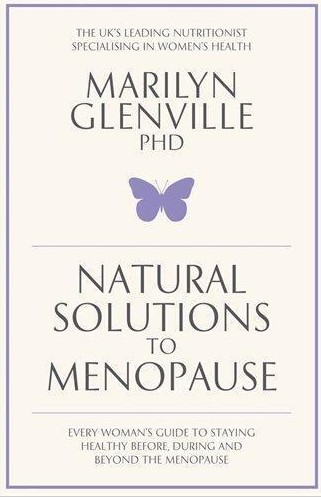 THE UK'S LEADING NUTRITIONIST
SPECIALISING IN WOMEN'S HEALTH
MARILYN
GLENVILLE
PHD
NATURAL
SOLUTIONS
TO
MENOPAUSE
EVERY WOMAN'S GUIDE TO STAYING
HEALTHY BEFORE, DURING AND
BEYOND THE MENOPAUSE